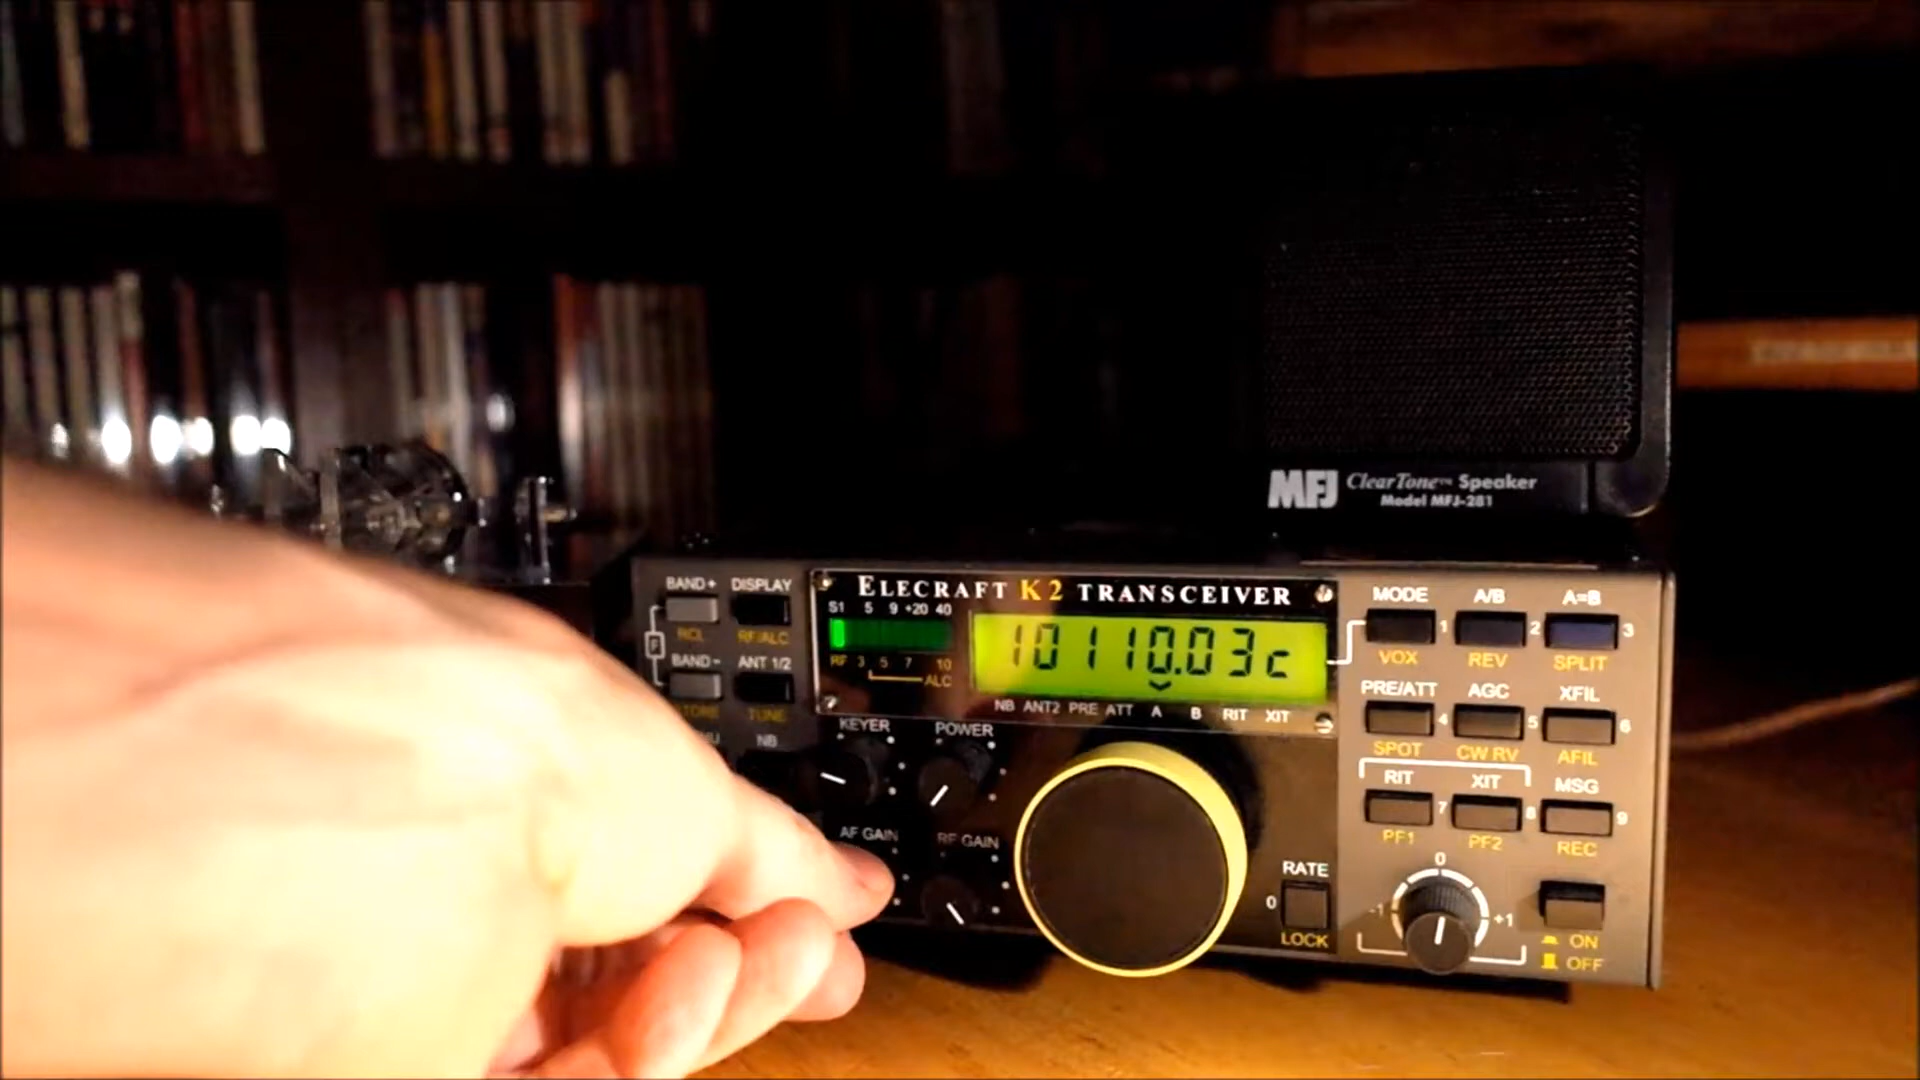 MFJ ClearTone™ Speaker
Model MFJ-281
ELECRAFT K2 TRANSCEIVER
BAND+ DISPLAY
RCL RF/ALC
BAND- ANT 1/2
TUNE
NB
F
S1 5 9 +20 40
RF 3 5 7 10
ALC
10110.03c
NB ANT2 PRE ATT A B RIT XIT
KEYER POWER
AF GAIN RF GAIN
MODE A/B A=B
1 2 3
VOX REV SPLIT
PRE/ATT AGC XFIL
4 5 6
SPOT CW RV AFIL
RIT XIT MSG
7 8 9
PF1 PF2 REC
RATE
0
LOCK
0
-1 +1
ON
OFF